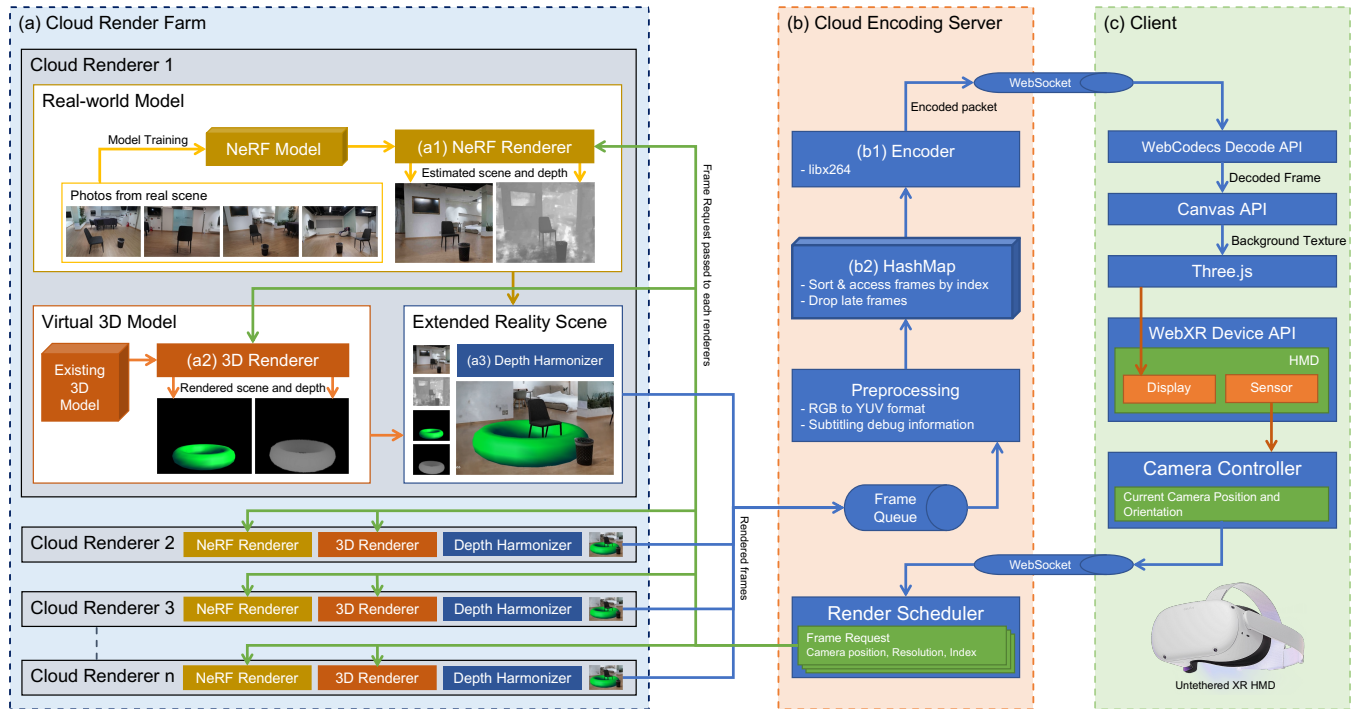 (a) Cloud Render Farm
Cloud Renderer 1
Real-world Model
Model Training
NeRF Model
(a1) NeRF Renderer
Photos from real scene
Estimated scene and depth
Frame Request passed to each renderers
Virtual 3D Model
Existing
3D
Model
(a2) 3D Renderer
Rendered scene and depth
Extended Reality Scene
(a3) Depth Harmonizer
Cloud Renderer 2
NeRF Renderer
3D Renderer
Depth Harmonizer
Cloud Renderer 3
NeRF Renderer
3D Renderer
Depth Harmonizer
Cloud Renderer n
NeRF Renderer
3D Renderer
Depth Harmonizer
Rendered frames
(b) Cloud Encoding Server
WebSocket
Encoded packet
(b1) Encoder
- libx264
(b2) HashMap
- Sort & access frames by index
- Drop late frames
Preprocessing
- RGB to YUV format
- Subtitling debug information
Frame
Queue
WebSocket
Render Scheduler
Frame Request
Camera position, Resolution, Index
(c) Client
WebCodecs Decode API
Decoded Frame
Canvas API
Background Texture
Three.js
WebXR Device API
HMD
Display
Sensor
Camera Controller
Current Camera Position and
Orientation
Untethered XR HMD